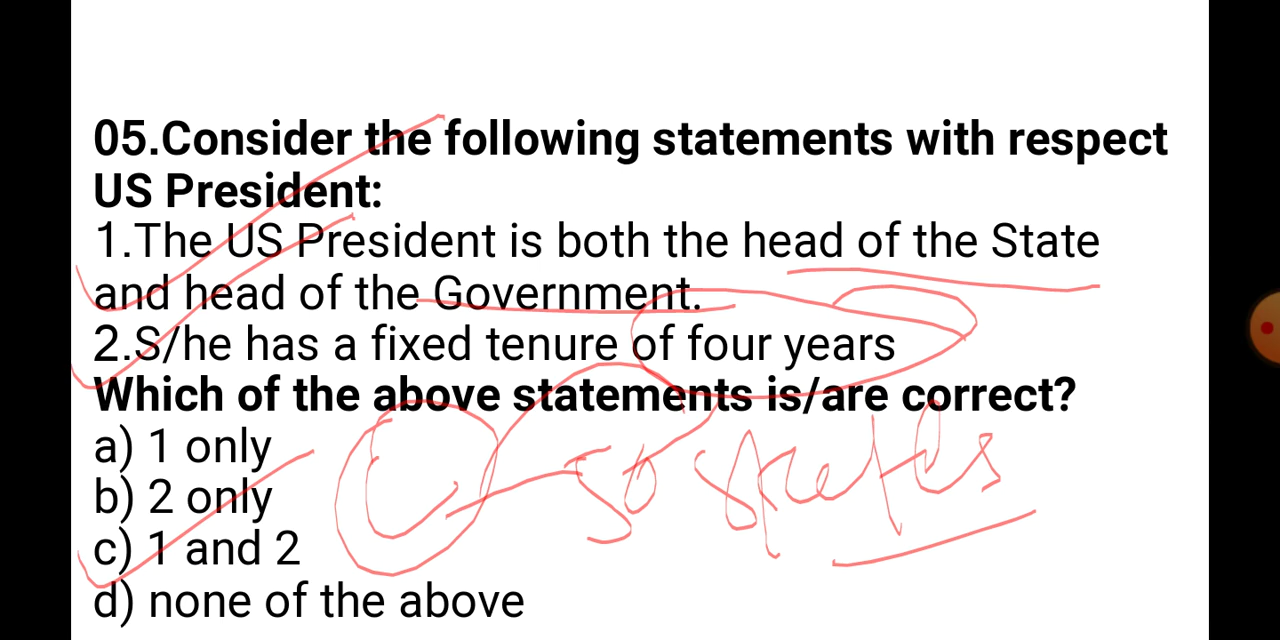 05.Consider the following statements with respect
US President:
1.The US President is both the head of the State
and head of the Government.
2.S/he has a fixed tenure of four years
Which of the above statements is/are correct?
a) 1 only
b) 2 only
50 states
c) 1 and 2
d) none of the above